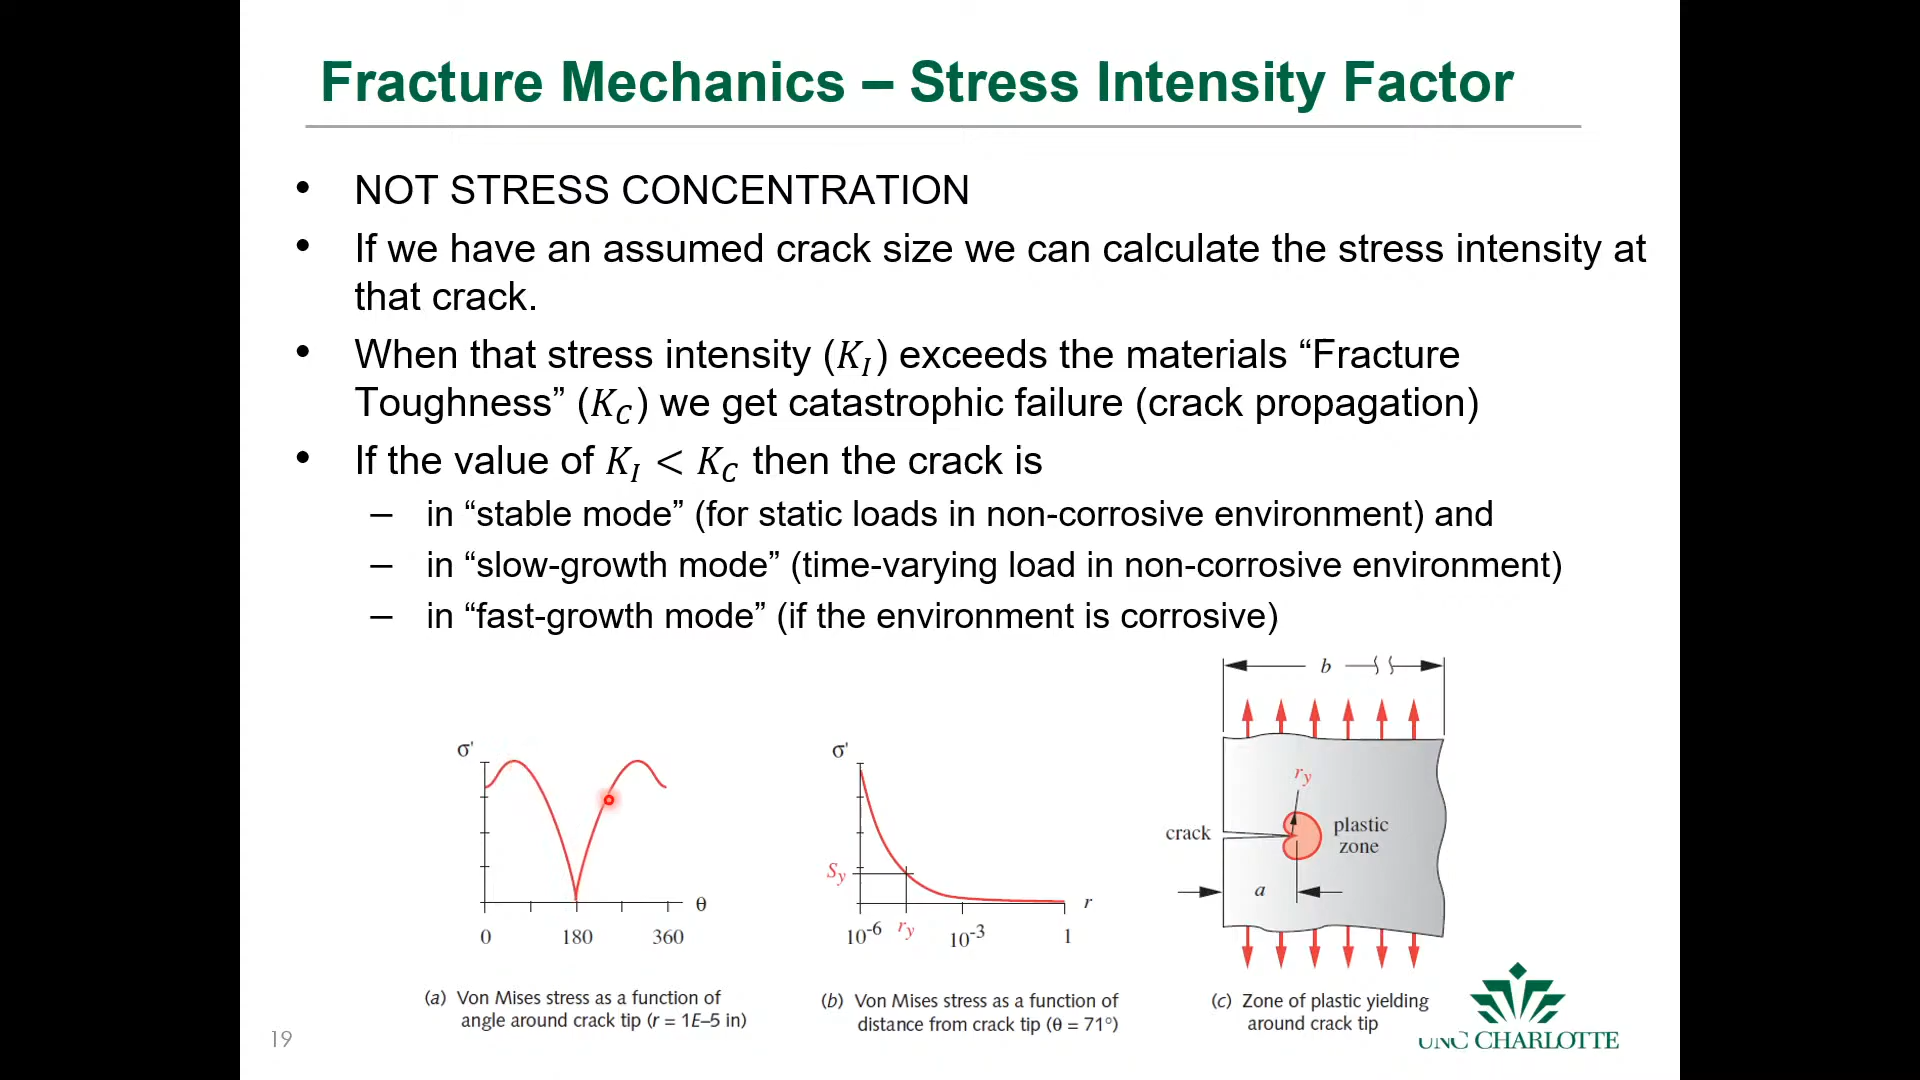 Fracture Mechanics – Stress Intensity Factor
• NOT STRESS CONCENTRATION
• If we have an assumed crack size we can calculate the stress intensity at
that crack.
• When that stress intensity (K_I) exceeds the materials “Fracture
Toughness” (K_C) we get catastrophic failure (crack propagation)
• If the value of K_I < K_C then the crack is
– in “stable mode” (for static loads in non-corrosive environment) and
– in “slow-growth mode” (time-varying load in non-corrosive environment)
– in “fast-growth mode” (if the environment is corrosive)
σ'
θ
0 180 360
(a) Von Mises stress as a function of
angle around crack tip (r = 1E–5 in)
σ'
S_y
r
10^-6 r_y 10^-3 1
(b) Von Mises stress as a function of
distance from crack tip (θ = 71°)
b
r_y
crack
plastic
zone
a
(c) Zone of plastic yielding
around crack tip
UNC CHARLOTTE
19